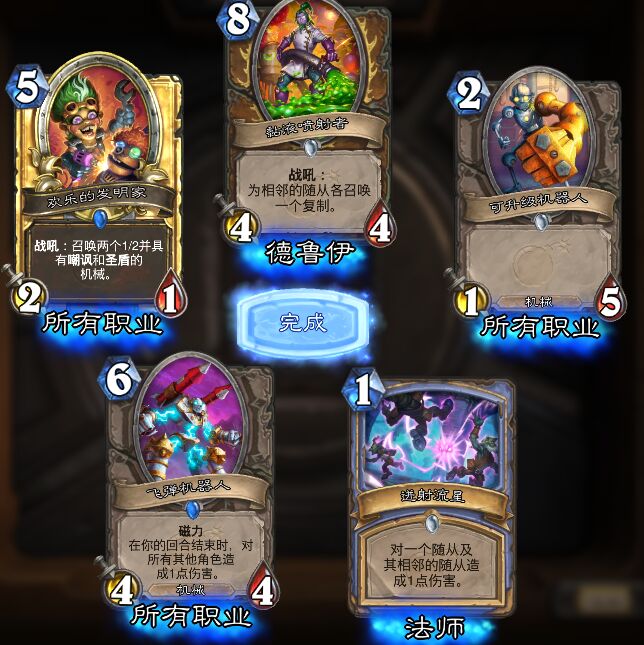 5
欢乐的发明家
战吼：召唤两个1/2并具
有嘲讽和圣盾的
机械。
2
1
所有职业
8
黏液喷射者
战吼：
为相邻的随从各召唤
一个复制。
4
4
德鲁伊
2
可升级机器人
1
机械
5
所有职业
完成
6
飞弹机器人
磁力
在你的回合结束时，对
所有其他角色造
成1点伤害。
4
机械
4
所有职业
1
迸射流星
对一个随从及
其相邻的随从造
成1点伤害。
法师